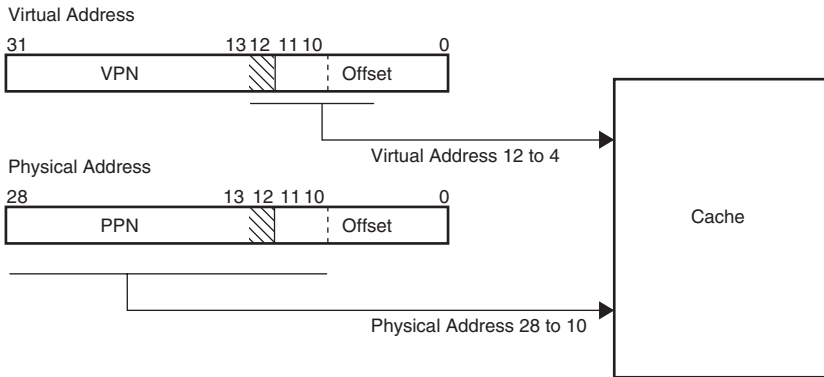 Virtual Address
31 13 12 11 10 0
VPN Offset
Virtual Address 12 to 4
Physical Address
28 13 12 11 10 0
PPN Offset
Cache
Physical Address 28 to 10